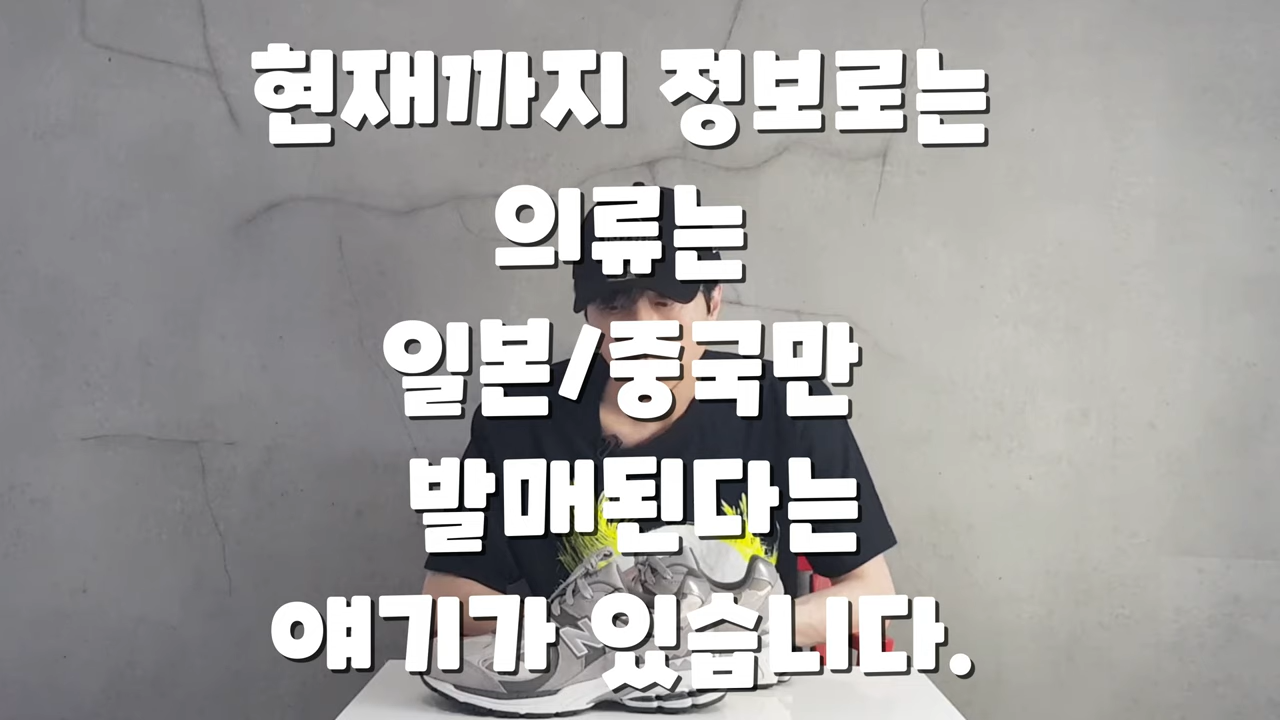 현재까지 정보로는
의류는
일본/중국만
발매된다는
얘기가 있습니다.
N